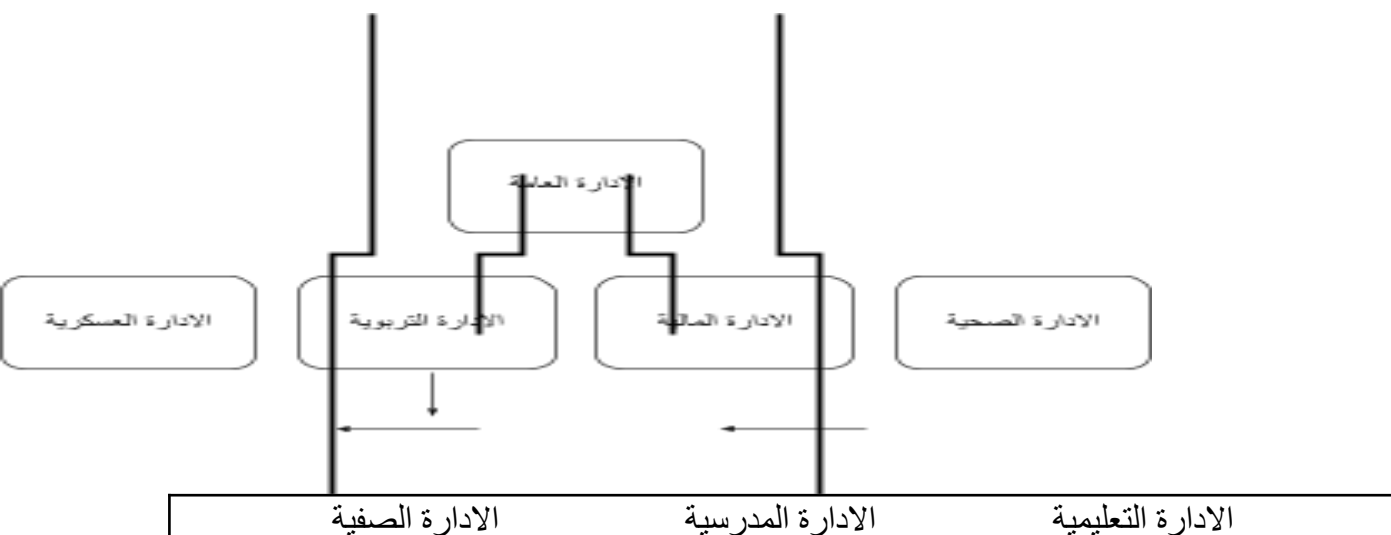 الادارة العامة
الادارة الصحية
الادارة المالية
الادارة التربوية
الادارة العسكرية
الادارة التعليمية
الادارة المدرسية
الادارة الصفية